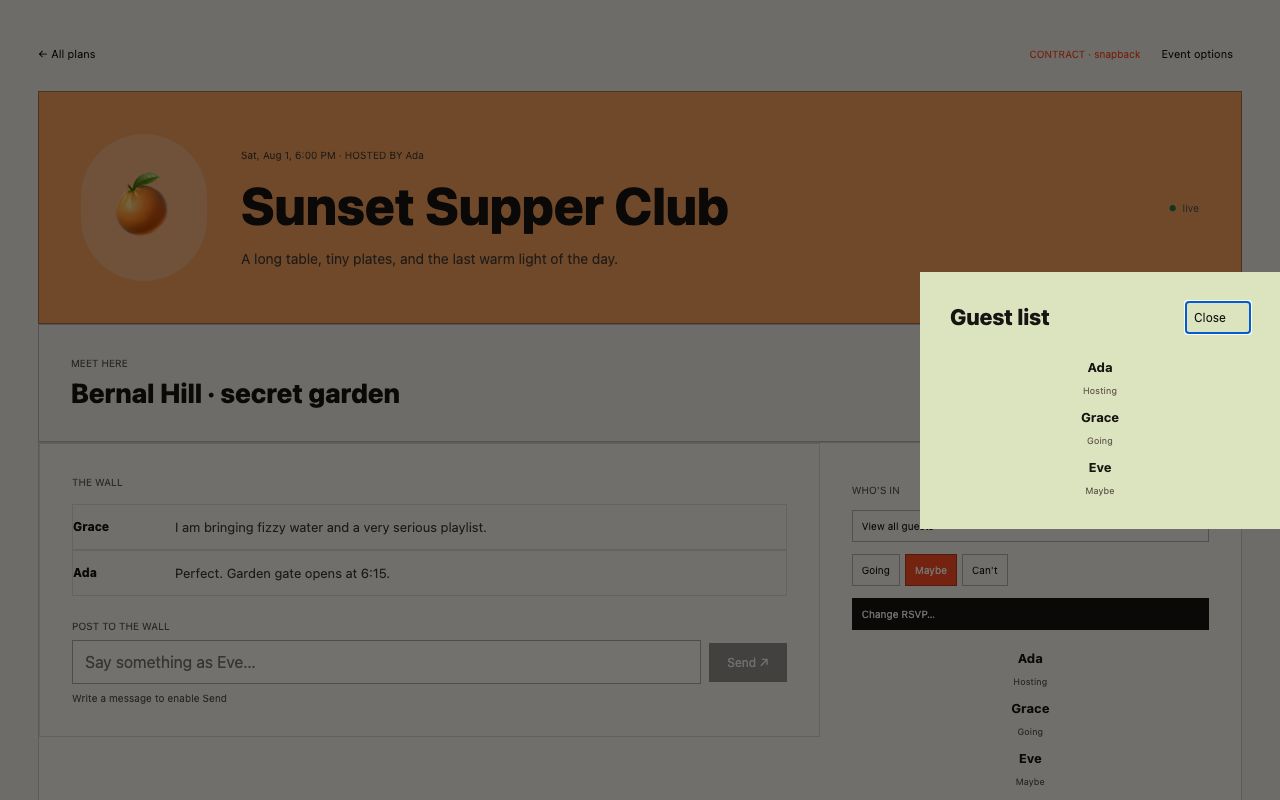 ← All plans
CONTRACT · snapback
Event options
Sat, Aug 1, 6:00 PM · HOSTED BY Ada
Sunset Supper Club
A long table, tiny plates, and the last warm light of the day.
live
MEET HERE
Bernal Hill · secret garden
THE WALL
Grace
I am bringing fizzy water and a very serious playlist.
Ada
Perfect. Garden gate opens at 6:15.
POST TO THE WALL
Say something as Eve...
Send ↗
Write a message to enable Send
Guest list
Close
Ada
Hosting
Grace
Going
Eve
Maybe
WHO'S IN
View all guests
Going
Maybe
Can't
Change RSVP...
Ada
Hosting
Grace
Going
Eve
Maybe